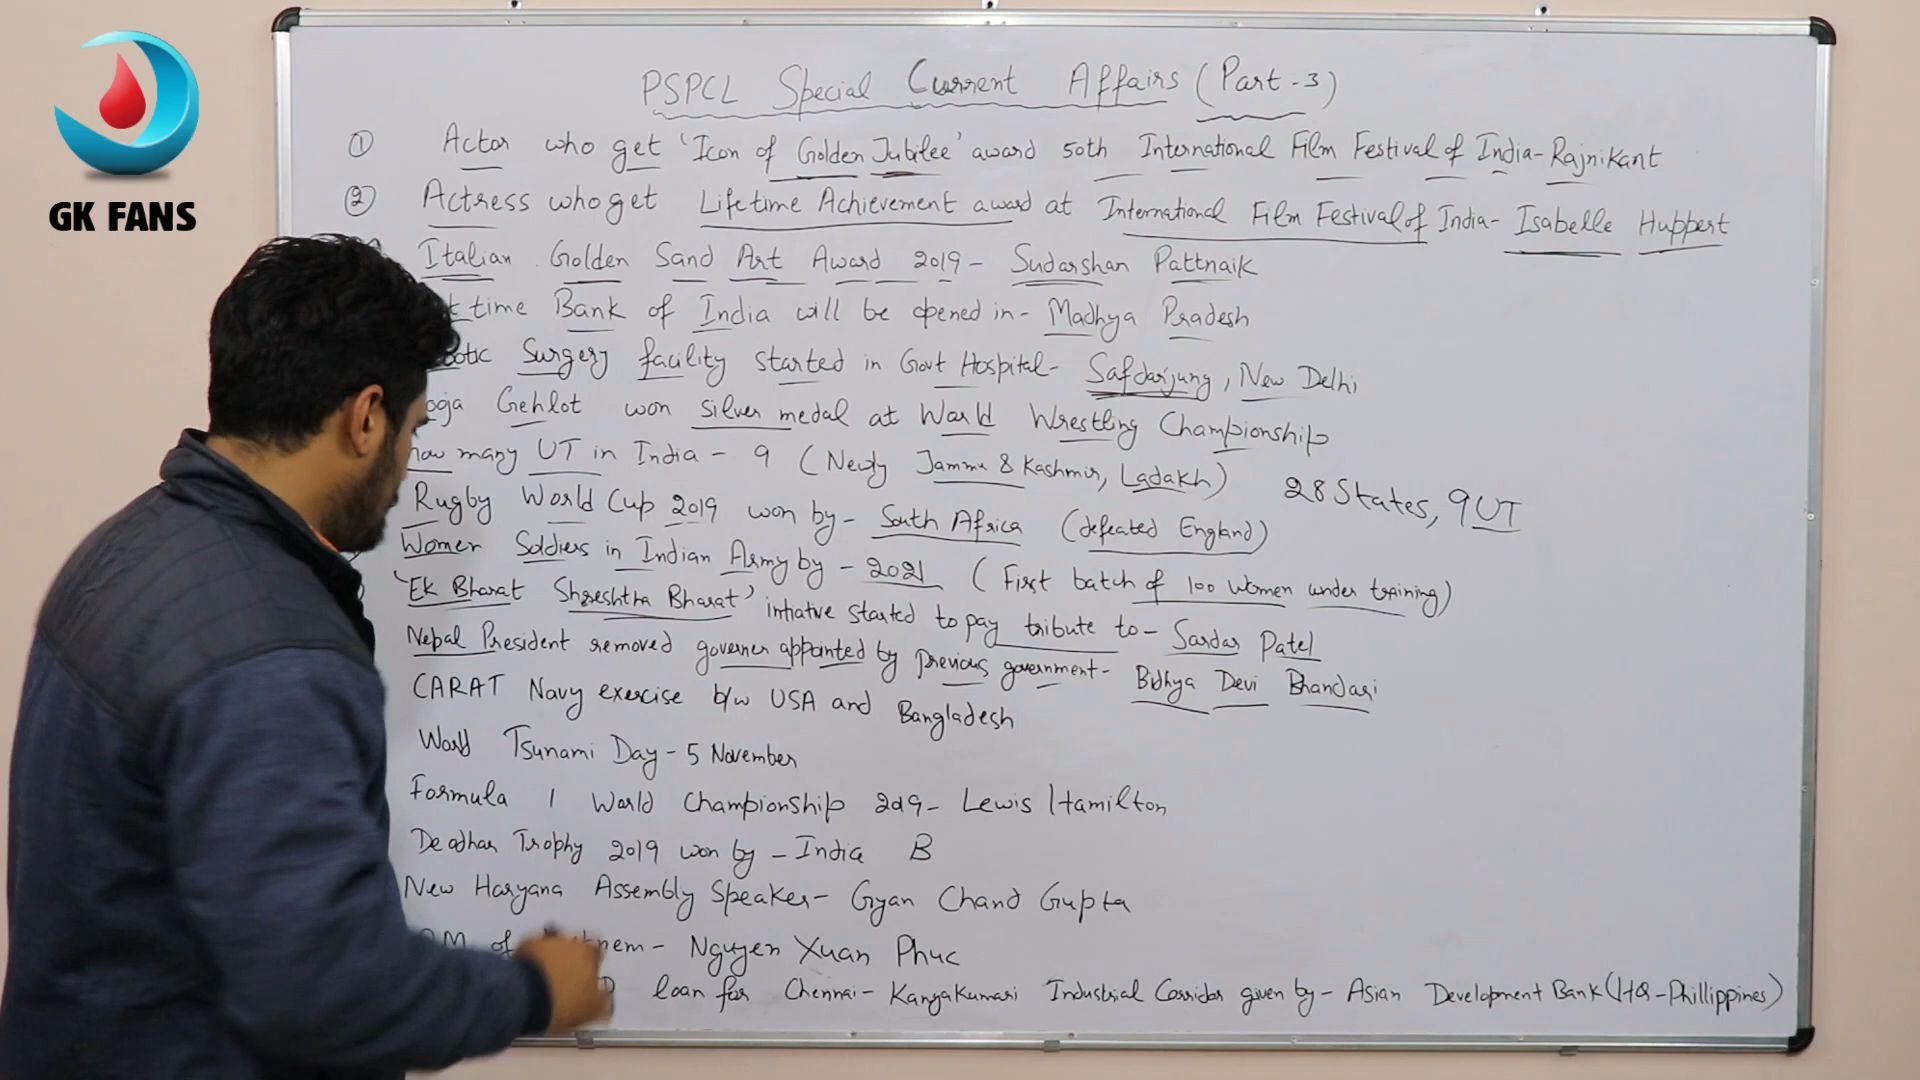 GK FANS
PSPCL Special Current Affairs (Part-3)
① Actor who get 'Icon of Golden Jubilee' award 50th International Film Festival of India - Rajnikant
② Actress who get Lifetime Achievement award at International Film Festival of India - Isabelle Huppert
Italian Golden Sand Art Award 2019 - Sudarshan Pattnaik
time Bank of India will be opened in - Madhya Pradesh
Surgery facility started in Govt Hospital - Safdarjung, New Delhi
Gehlot won silver medal at World Wrestling Championship
how many UT in India - 9 (Newly Jammu & Kashmir, Ladakh) 28 States, 9 UT
Rugby World Cup 2019 won by - South Africa (defeated England)
Women Soldiers in Indian Army by - 2021 (First batch of 100 women under training)
'EK Bharat Shreshtha Bharat' intiative started to pay tribute to - Sardar Patel
Nepal President removed governer appointed by previous government - Bidhya Devi Bhandari
CARAT Navy exercise b/w USA and Bangladesh
World Tsunami Day - 5 November
Formula 1 World Championship 2019 - Lewis Hamilton
Deodhar Trophy 2019 won by - India B
New Haryana Assembly Speaker - Gyan Chand Gupta
of - Nguyen Xuan Phuc
loan for Chennai - Kanyakumari Industrial Corridor given by - Asian Development Bank (HQ - Phillippines)